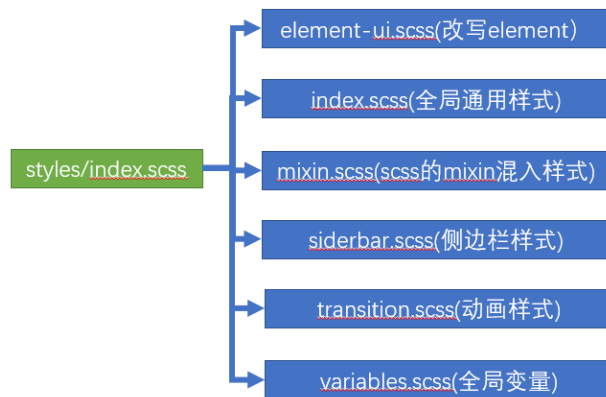 element-ui.scss(改写element)
index.scss(全局通用样式)
styles/index.scss
mixin.scss(scss的mixin混入样式)
siderbar.scss(侧边栏样式)
transition.scss(动画样式)
variables.scss(全局变量)